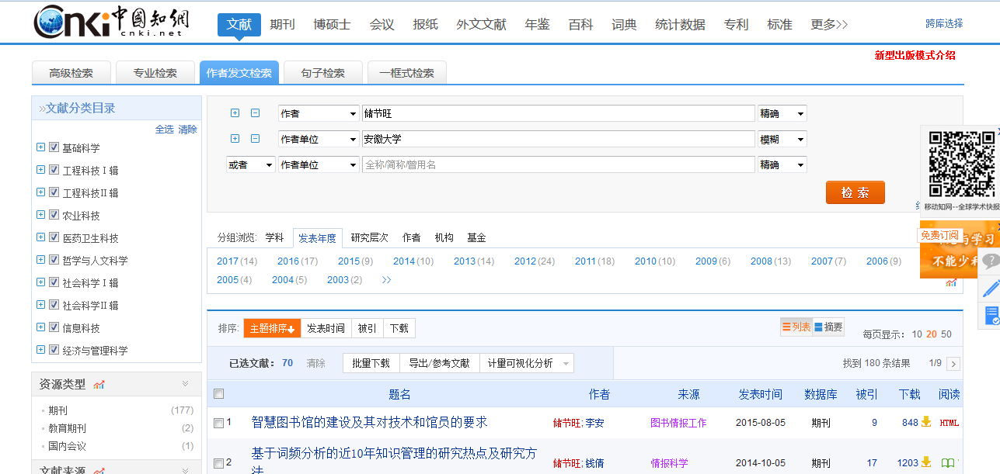 Cnki 中國知網
cnki.net
文献 期刊 博硕士 会议 报纸 外文文献 年鉴 百科 词典 统计数据 专利 标准 更多>> 跨库选择
新型出版模式介绍
高级检索 专业检索 作者发文检索 句子检索 一框式检索
文献分类目录
全选 清除
基础科学
工程科技Ⅰ辑
工程科技Ⅱ辑
农业科技
医药卫生科技
哲学与人文科学
社会科学Ⅰ辑
社会科学Ⅱ辑
信息科技
经济与管理科学
资源类型
期刊 (177)
教育期刊 (2)
国内会议 (1)
文献来源
作者 储节旺 精确
作者单位 安徽大学 模糊
或者 作者单位 全称/简称/曾用名 精确
检索
分组浏览: 学科 发表年度 研究层次 作者 机构 基金
2017(14) 2016(17) 2015(9) 2014(10) 2013(14) 2012(24) 2011(18) 2010(10) 2009(6) 2008(13) 2007(7) 2006(9)
2005(4) 2004(5) 2003(2) >>
排序: 主题排序↓ 发表时间 被引 下载 列表 摘要 每页显示: 10 20 50
已选文献: 70 清除 批量下载 导出/参考文献 计量可视化分析 找到 180 条结果 1/9 >
题名 作者 来源 发表时间 数据库 被引 下载 阅读
1 智慧图书馆的建设及其对技术和馆员的要求 储节旺;李安 图书情报工作 2015-08-05 期刊 9 848 HTML
2 基于词频分析的近10年知识管理的研究热点及研究方法 储节旺;钱倩 情报科学 2014-10-05 期刊 17 1203
移动知网--全球学术快报
免费订阅
与学习
不能少